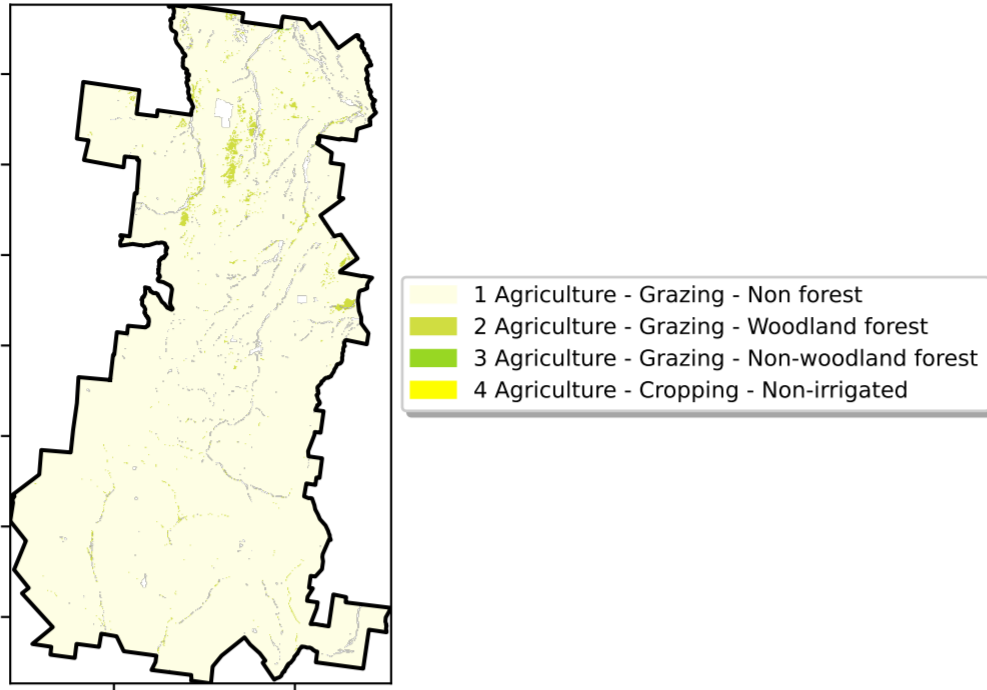 1 Agriculture - Grazing - Non forest
2 Agriculture - Grazing - Woodland forest
3 Agriculture - Grazing - Non-woodland forest
4 Agriculture - Cropping - Non-irrigated